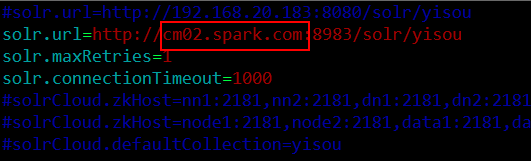 #solr.url=http://192.168.20.183:8080/solr/yisou
solr.url=http://cm02.spark.com:8983/solr/yisou
solr.maxRetries=1
solr.connectionTimeout=1000
#solrCloud.zkHost=nn1:2181,nn2:2181,dn1:2181,dn2:2181
#solrCloud.zkHost=node1:2181,node2:2181,data1:2181,da
#solrCloud.defaultCollection=yisou